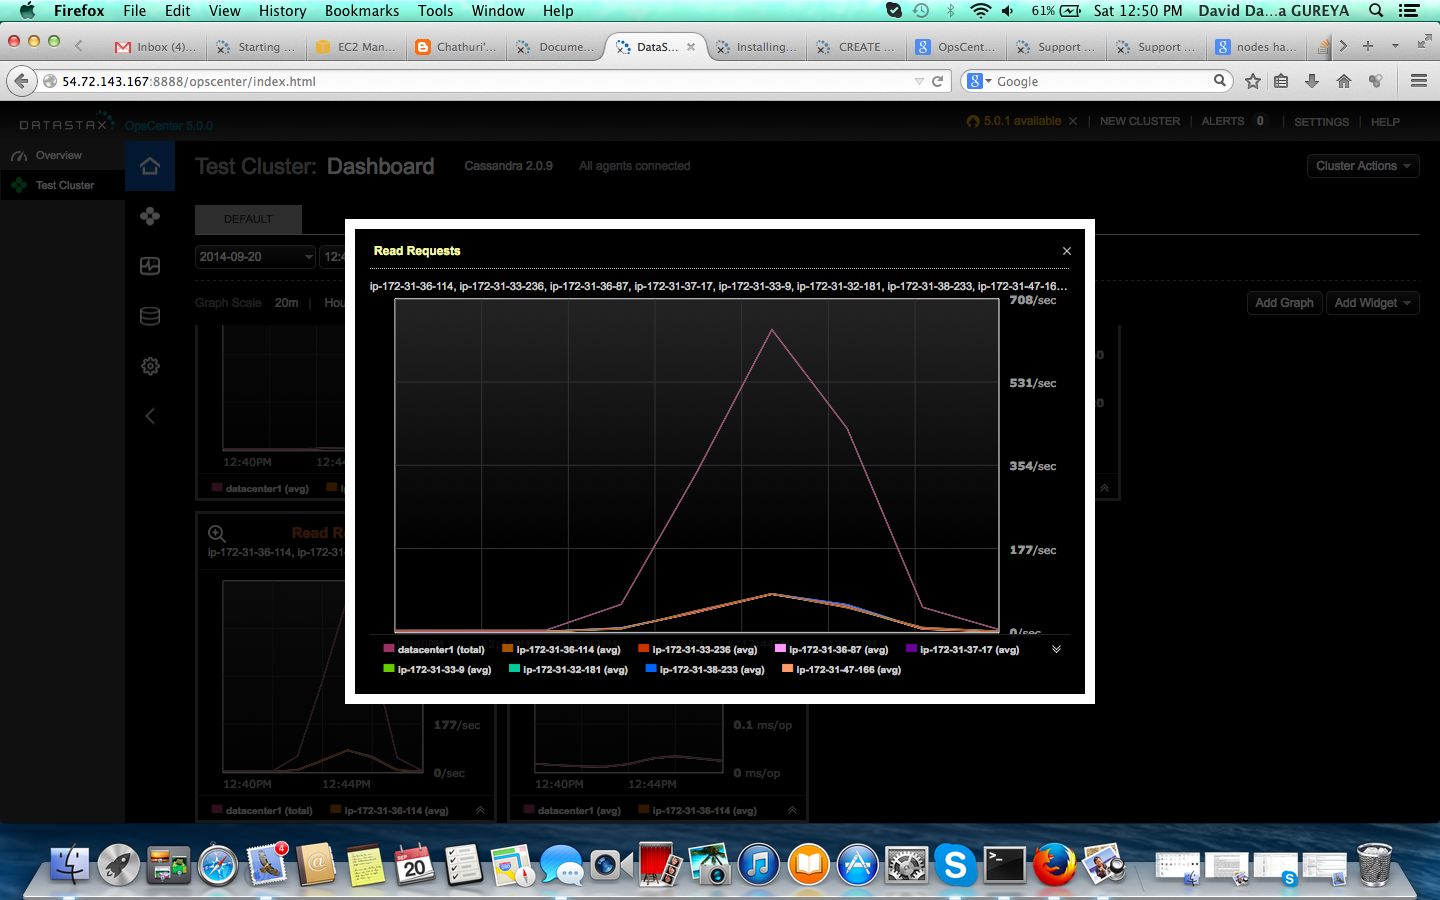 Firefox File Edit View History Bookmarks Tools Window Help 61% Sat 12:50 PM David Da...a GUREYA
Inbox (4)... Starting ... EC2 Man... Chathuri'... Docume... DataS... Installing... CREATE ... OpsCent... Support ... Support ... nodes ha...
54.72.143.167:8888/opscenter/index.html Google
DATASTAX OpsCenter 5.0.0 5.0.1 available × NEW CLUSTER ALERTS 0 SETTINGS HELP
Overview
Test Cluster
Test Cluster: Dashboard Cassandra 2.0.9 All agents connected Cluster Actions
DEFAULT
2014-09-20 12:4
Graph Scale 20m Hou Add Graph Add Widget
Read Requests ×
ip-172-31-36-114, ip-172-31-33-236, ip-172-31-36-87, ip-172-31-37-17, ip-172-31-33-9, ip-172-31-32-181, ip-172-31-38-233, ip-172-31-47-16...
708/sec
531/sec
354/sec
177/sec
0/sec
datacenter1 (total) ip-172-31-36-114 (avg) ip-172-31-33-236 (avg) ip-172-31-36-87 (avg) ip-172-31-37-17 (avg)
ip-172-31-33-9 (avg) ip-172-31-32-181 (avg) ip-172-31-38-233 (avg) ip-172-31-47-166 (avg)
12:40PM 12:44
datacenter1 (avg)
Read Re
ip-172-31-36-114, ip-172-31
177/sec
0/sec
12:40PM 12:44PM
datacenter1 (total) ip-172-31-36-114 (avg)
0.1 ms/op
0 ms/op
12:40PM 12:44PM
datacenter1 (avg) ip-172-31-36-114 (avg)
4
SEP
20